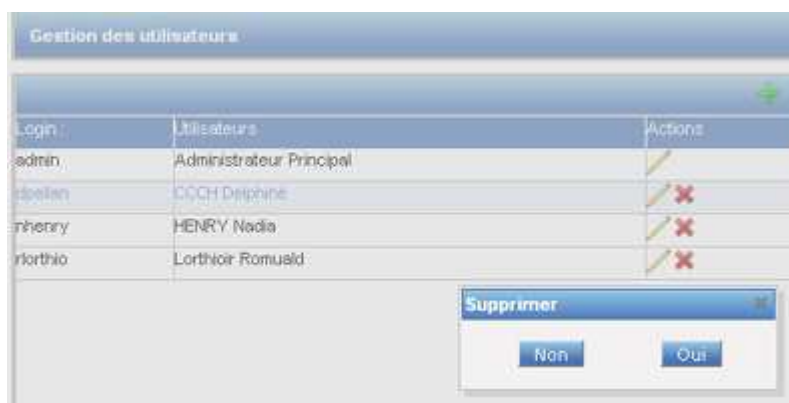 Gestion des utilisateurs
Login : Utilisateurs Actions
admin Administrateur Principal
CCCH Delphine
nhenry HENRY Nadia
rlorthio Lorthioir Romuald
Supprimer
Non Oui